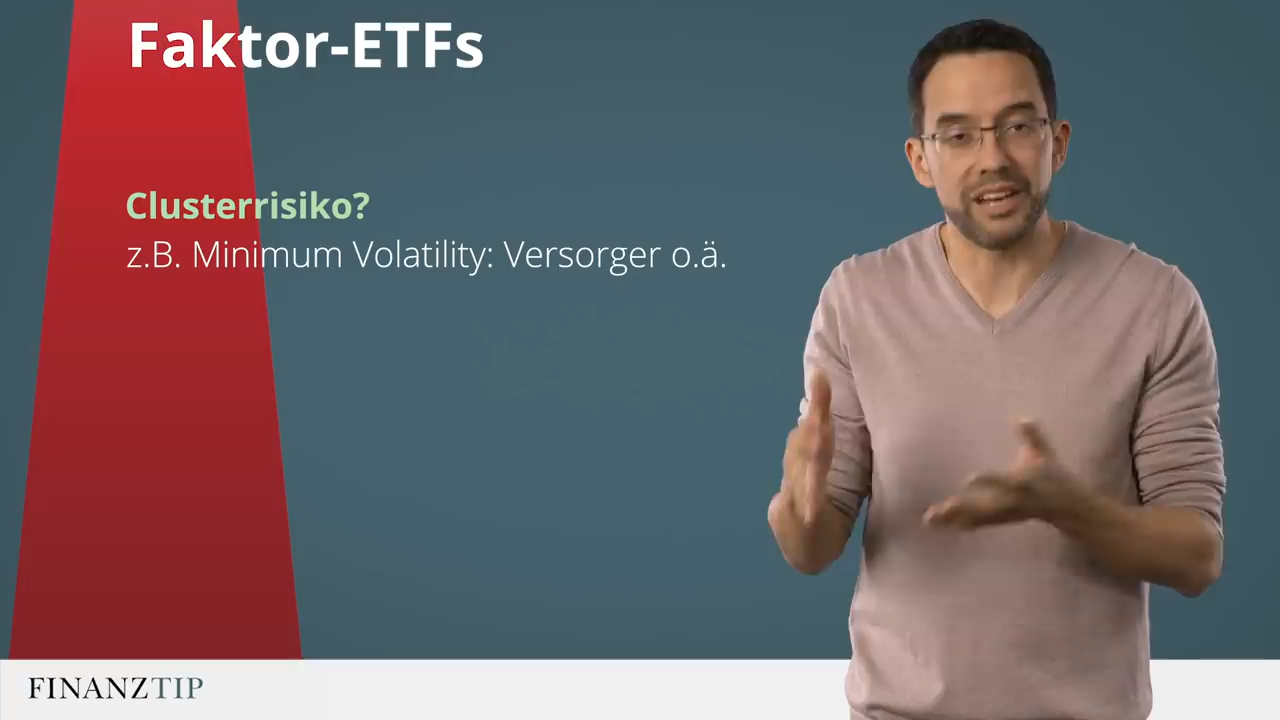 Faktor-ETFs
Clusterrisiko?
z.B. Minimum Volatility: Versorger o.ä.
FINANZTIP